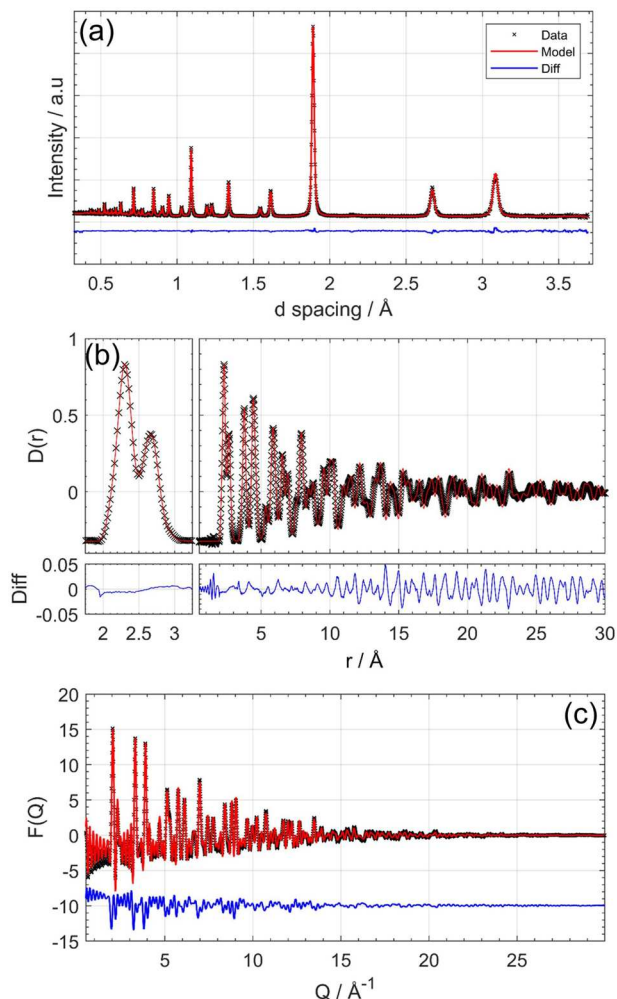 (a)
Intensity / a.u
Data
Model
Diff
0.5 1 1.5 2 2.5 3 3.5
d spacing / Å
(b)
D(r)
1
0.5
0
Diff
0.05
-0.05
2 2.5 3
5 10 15 20 25 30
r / Å
(c)
F(Q)
20
15
10
5
0
-5
-10
-15
5 10 15 20 25
Q / Å⁻¹